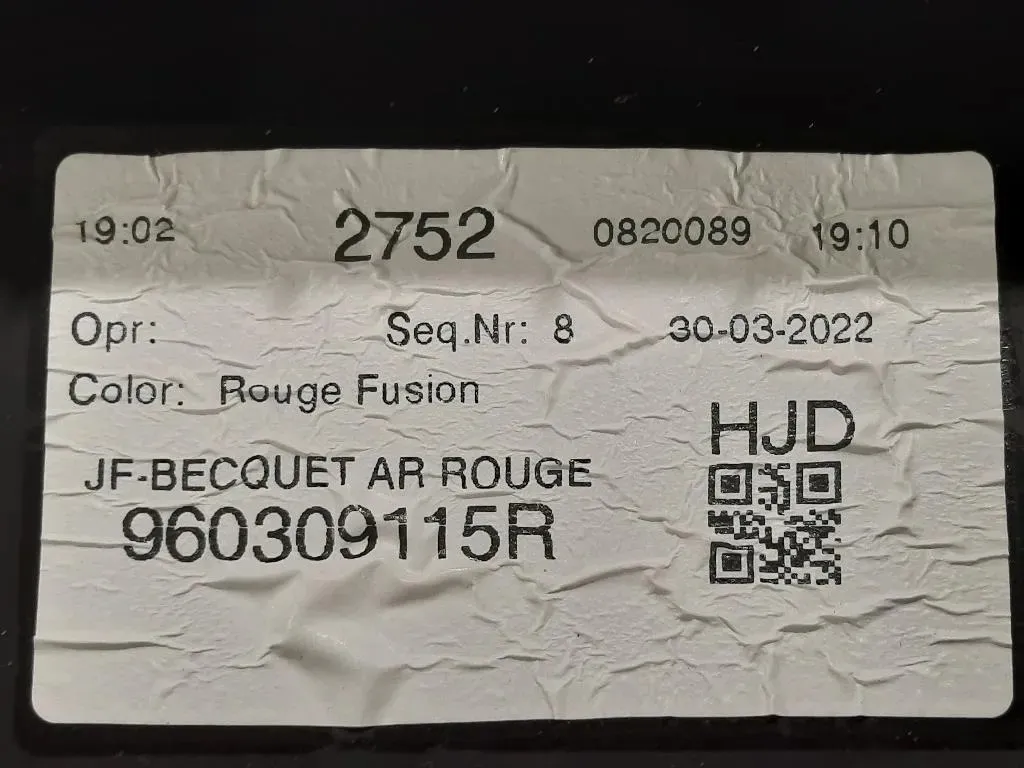 19:02 2752 0820089 19:10
Opr: Seq.Nr: 8 30-03-2022
Color: Rouge Fusion
HJD
JF-BECQUET AR ROUGE
960309115R